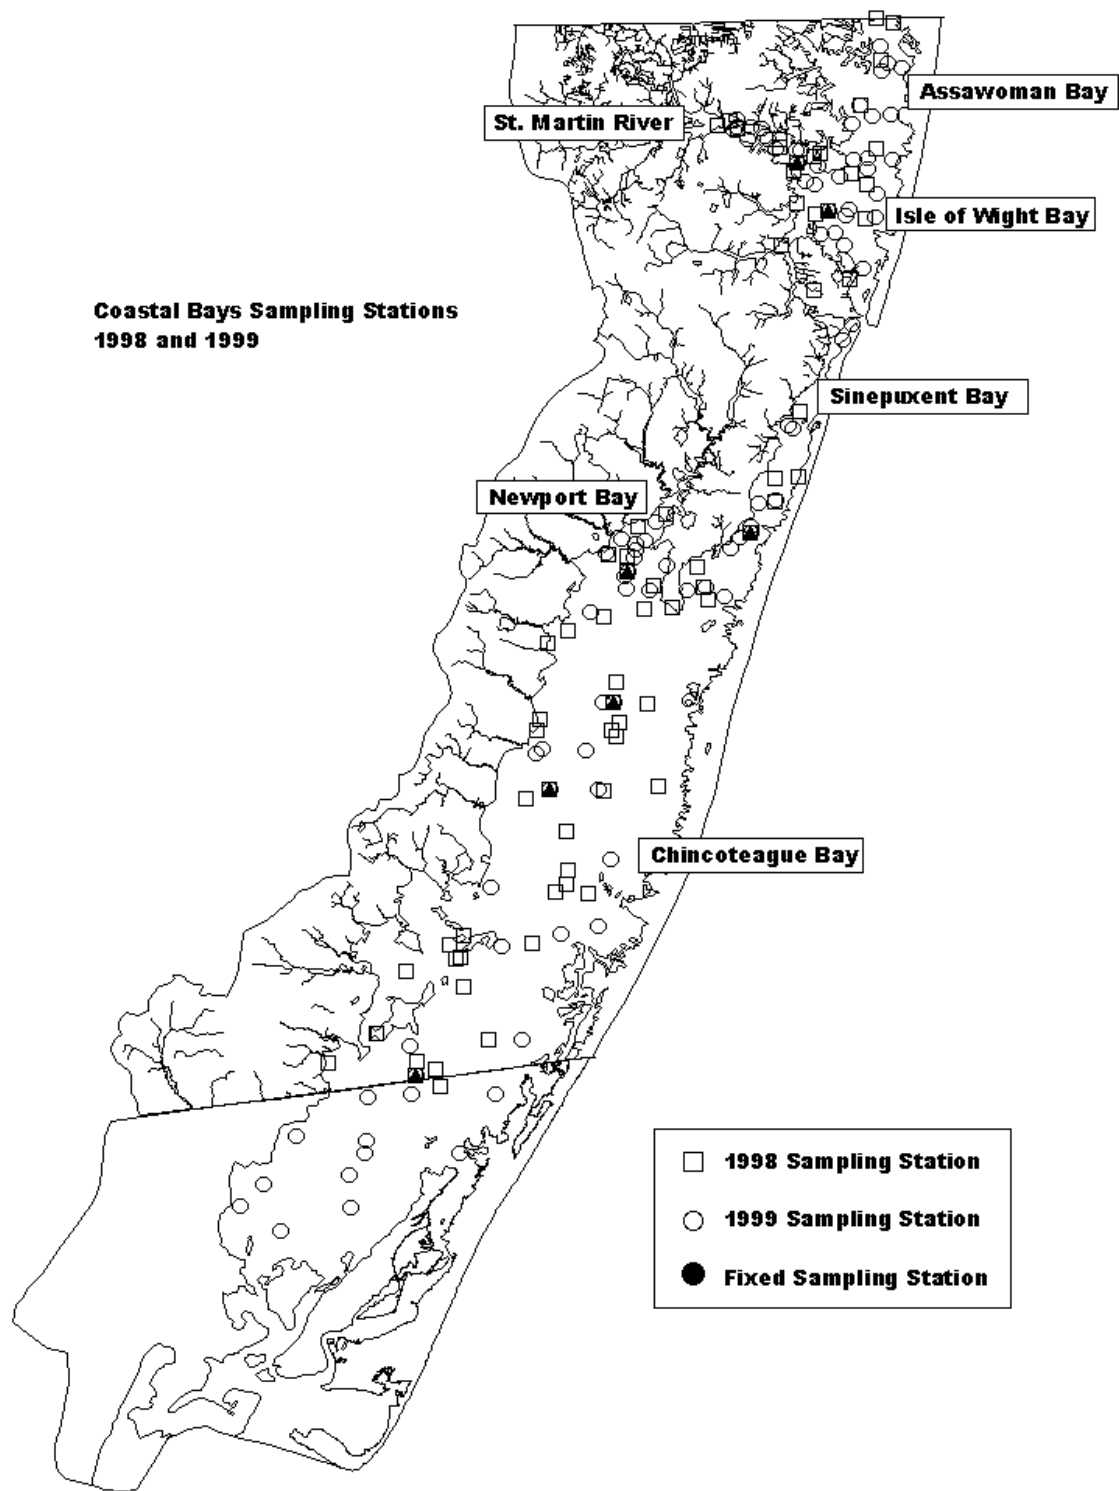 Assawoman Bay
St. Martin River
Isle of Wight Bay
Coastal Bays Sampling Stations
1998 and 1999
Sinepuxent Bay
Newport Bay
Chincoteague Bay
1998 Sampling Station
1999 Sampling Station
Fixed Sampling Station